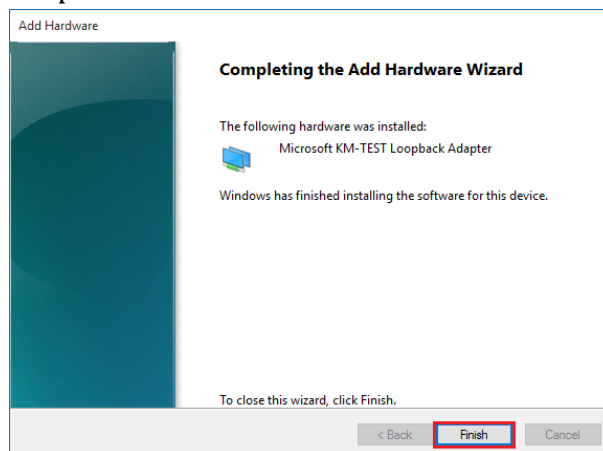 Add Hardware
Completing the Add Hardware Wizard
The following hardware was installed:
Microsoft KM-TEST Loopback Adapter
Windows has finished installing the software for this device.
To close this wizard, click Finish.
< Back Finish Cancel